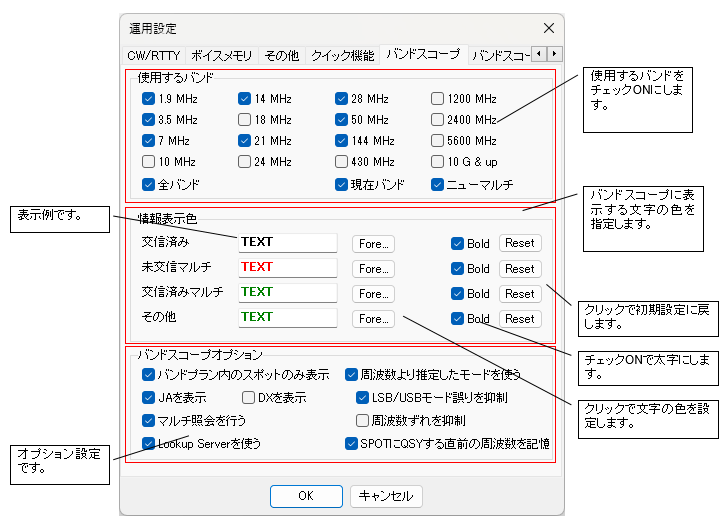 運用設定
CW/RTTY ボイスメモリ その他 クイック機能 バンドスコープ バンドスコー
使用するバンド
1.9 MHz 14 MHz 28 MHz 1200 MHz
3.5 MHz 18 MHz 50 MHz 2400 MHz
7 MHz 21 MHz 144 MHz 5600 MHz
10 MHz 24 MHz 430 MHz 10 G & up
全バンド 現在バンド ニューマルチ
使用するバンドを
チェックONにしま
す。
情報表示色
交信済み TEXT Fore... Bold Reset
未交信マルチ TEXT Fore... Bold Reset
交信済みマルチ TEXT Fore... Bold Reset
その他 TEXT Fore... Bold Reset
表示例です。
バンドスコープに表
示する文字の色を
指定します。
クリックで初期設定に戻
します。
チェックONで太字にしま
す。
クリックで文字の色を設
定します。
バンドスコープオプション
バンドプラン内のスポットのみ表示 周波数より推定したモードを使う
JAを表示 DXを表示 LSB/USBモード誤りを抑制
マルチ照会を行う 周波数ずれを抑制
Lookup Serverを使う SPOTにQSYする直前の周波数を記憶
オプション設定
です。
OK キャンセル